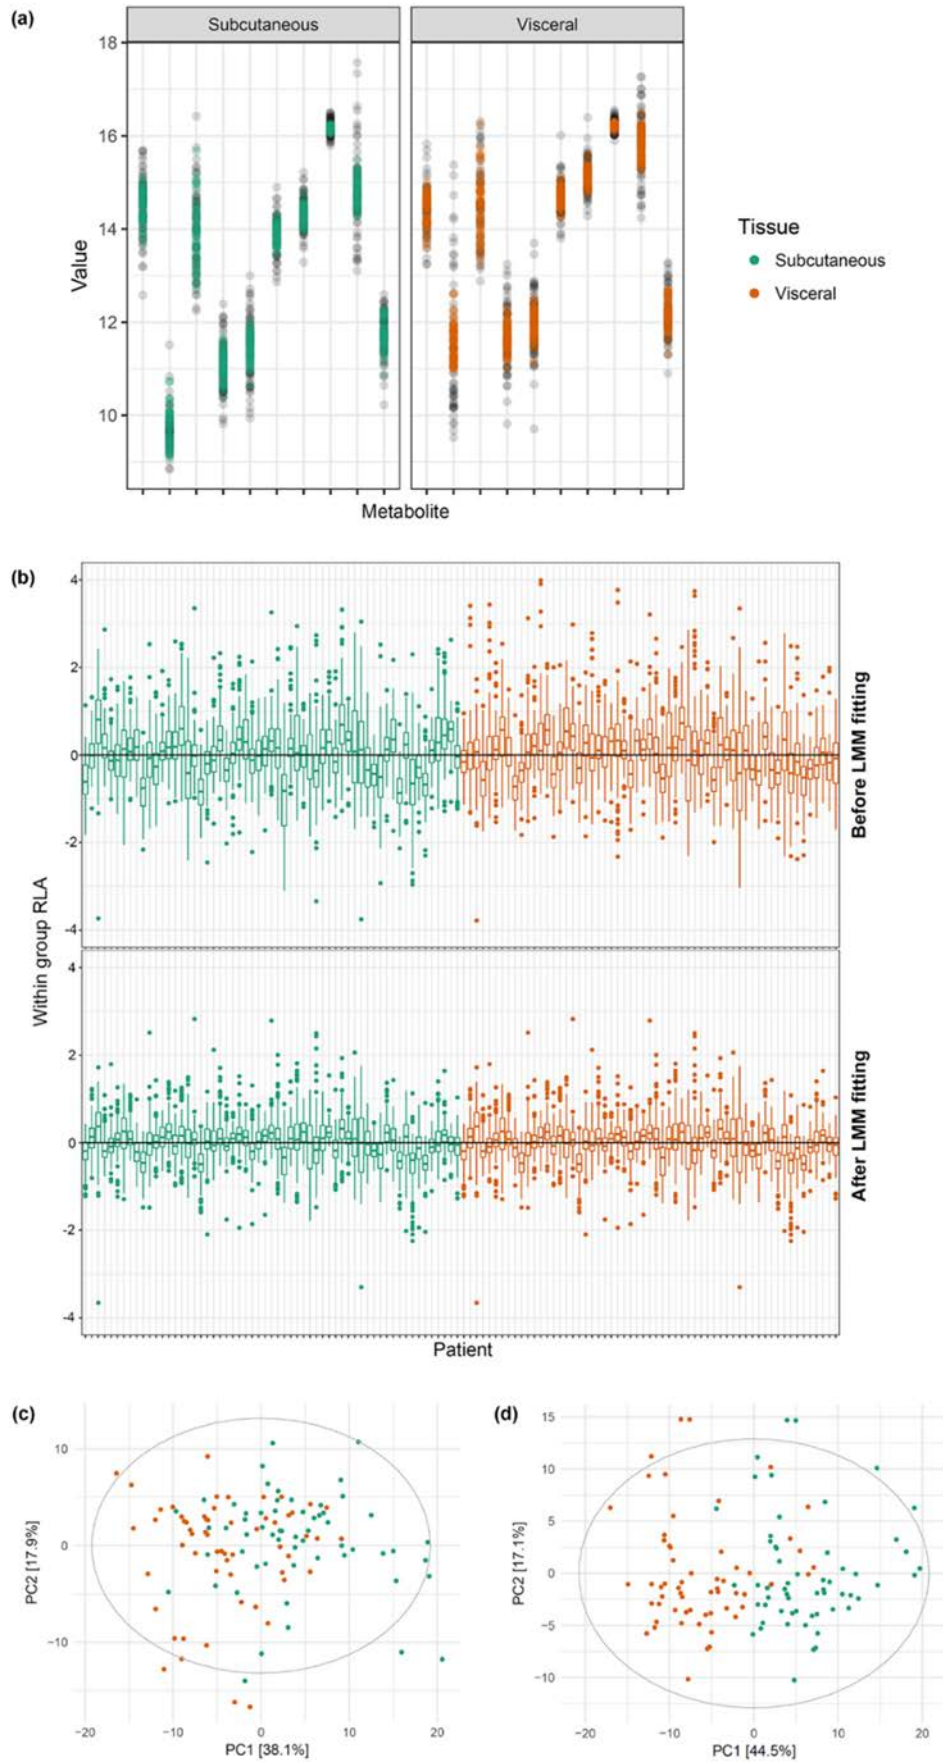 (a)
Subcutaneous Visceral
18
16
14
12
10
Value
Metabolite
Tissue
Subcutaneous
Visceral
(b)
4
2
0
-2
-4
Before LMM fitting
Within group RLA
4
2
0
-2
-4
After LMM fitting
Patient
(c)
10
0
−10
PC2 [17.9%]
−20 −10 0 10 20
PC1 [38.1%]
(d)
15
10
5
0
−5
−10
PC2 [17.1%]
−20 −10 0 10 20
PC1 [44.5%]